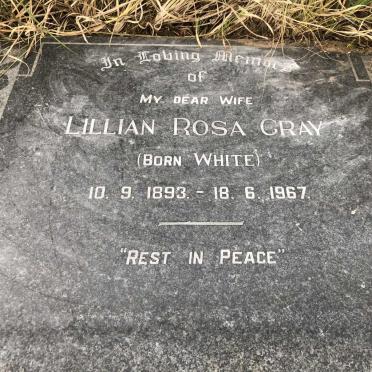 In Loving Memory
of
MY DEAR WIFE
LILLIAN ROSA GRAY
(BORN WHITE)
10. 9. 1893. - 18. 6. 1967.
"REST IN PEACE"